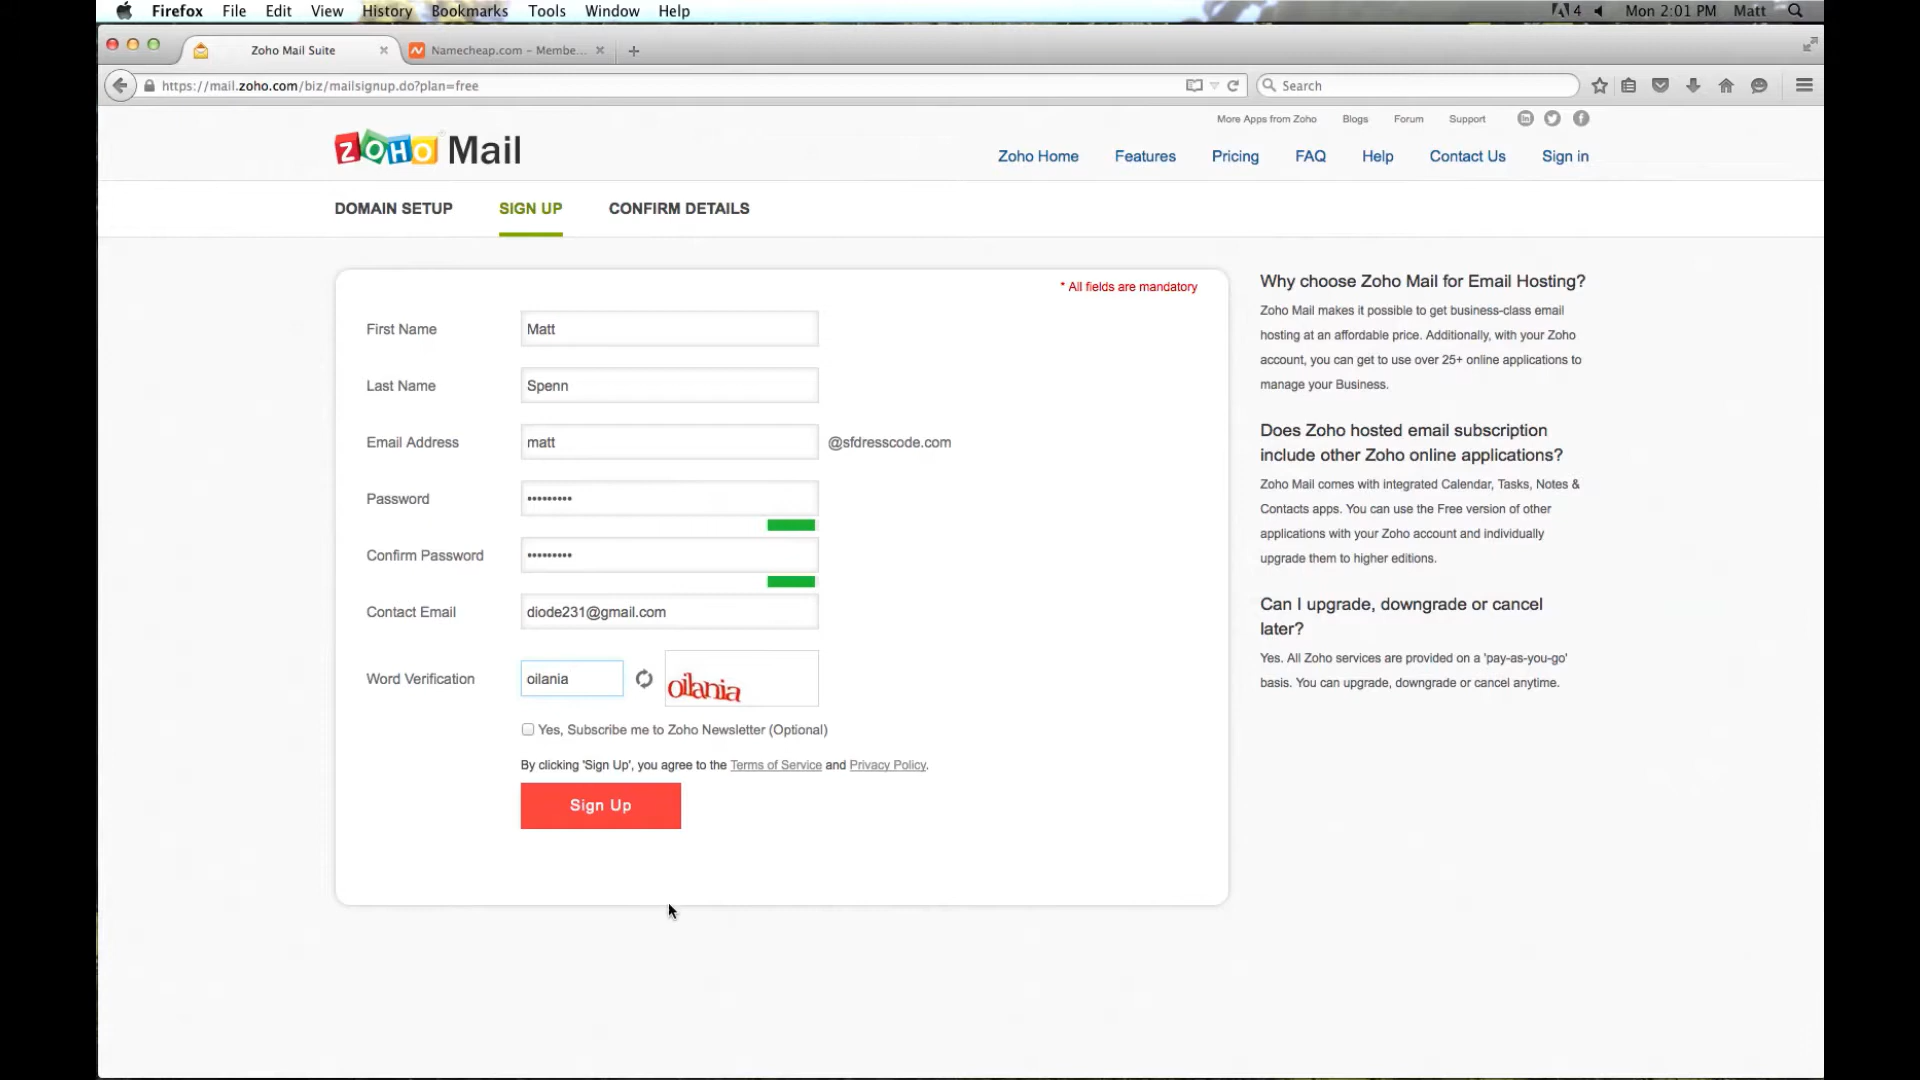 Firefox File Edit View History Bookmarks Tools Window Help 4 Mon 2:01 PM Matt
Zoho Mail Suite Namecheap.com – Membe...
https://mail.zoho.com/biz/mailsignup.do?plan=free Search
More Apps from Zoho Blogs Forum Support
ZOHO Mail
Zoho Home Features Pricing FAQ Help Contact Us Sign in
DOMAIN SETUP SIGN UP CONFIRM DETAILS
* All fields are mandatory
First Name Matt
Last Name Spenn
Email Address matt @sfdresscode.com
Password •••••••••
Confirm Password •••••••••
Contact Email diode231@gmail.com
Word Verification oilania oilania
Yes, Subscribe me to Zoho Newsletter (Optional)
By clicking 'Sign Up', you agree to the Terms of Service and Privacy Policy.
Sign Up
Why choose Zoho Mail for Email Hosting?
Zoho Mail makes it possible to get business-class email
hosting at an affordable price. Additionally, with your Zoho
account, you can get to use over 25+ online applications to
manage your Business.
Does Zoho hosted email subscription
include other Zoho online applications?
Zoho Mail comes with integrated Calendar, Tasks, Notes &
Contacts apps. You can use the Free version of other
applications with your Zoho account and individually
upgrade them to higher editions.
Can I upgrade, downgrade or cancel
later?
Yes. All Zoho services are provided on a 'pay-as-you-go'
basis. You can upgrade, downgrade or cancel anytime.